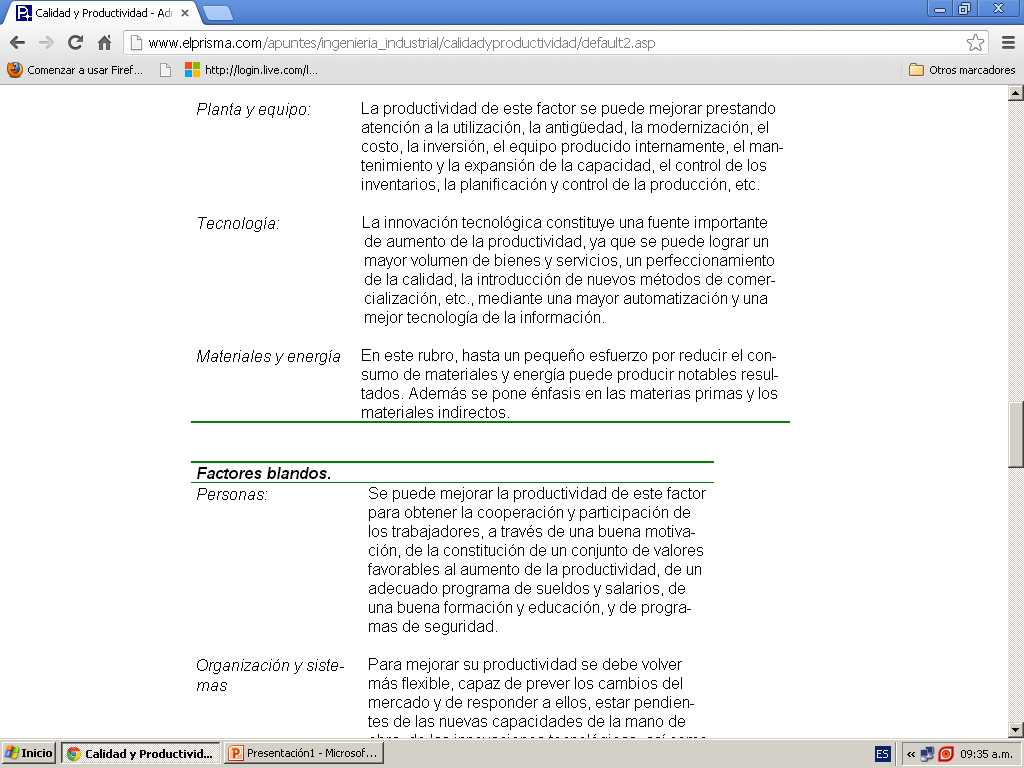 Calidad y Productividad - Adr
www.elprisma.com/apuntes/ingenieria_industrial/calidadyproductividad/default2.asp
Comenzar a usar Firef...
http://login.live.com/l...
Otros marcadores
Planta y equipo:
La productividad de este factor se puede mejorar prestando
atención a la utilización, la antigüedad, la modernización, el
costo, la inversión, el equipo producido internamente, el man-
tenimiento y la expansión de la capacidad, el control de los
inventarios, la planificación y control de la producción, etc.
Tecnología:
La innovación tecnológica constituye una fuente importante
de aumento de la productividad, ya que se puede lograr un
mayor volumen de bienes y servicios, un perfeccionamiento
de la calidad, la introducción de nuevos métodos de comer-
cialización, etc., mediante una mayor automatización y una
mejor tecnología de la información.
Materiales y energía
En este rubro, hasta un pequeño esfuerzo por reducir el con-
sumo de materiales y energía puede producir notables resul-
tados. Además se pone énfasis en las materias primas y los
materiales indirectos.
Factores blandos.
Personas:
Se puede mejorar la productividad de este factor
para obtener la cooperación y participación de
los trabajadores, a través de una buena motiva-
ción, de la constitución de un conjunto de valores
favorables al aumento de la productividad, de un
adecuado programa de sueldos y salarios, de
una buena formación y educación, y de progra-
mas de seguridad.
Organización y siste-
mas
Para mejorar su productividad se debe volver
más flexible, capaz de prever los cambios del
mercado y de responder a ellos, estar pendien-
tes de las nuevas capacidades de la mano de
obra, de las innovaciones tecnológicas, así como
Inicio
Calidad y Productivid...
Presentación1 - Microsof...
ES
09:35 a.m.